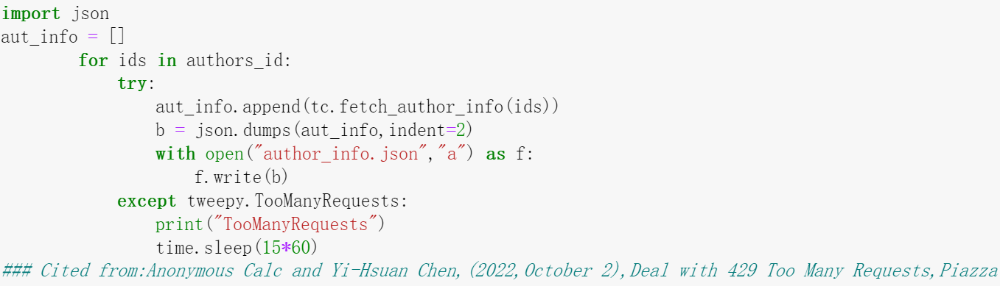 import json
aut_info = []
        for ids in authors_id:
            try:
                aut_info.append(tc.fetch_author_info(ids))
                b = json.dumps(aut_info,indent=2)
                with open("author_info.json","a") as f:
                    f.write(b)
            except tweepy.TooManyRequests:
                print("TooManyRequests")
                time.sleep(15*60)
### Cited from:Anonymous Calc and Yi-Hsuan Chen,(2022,October 2),Deal with 429 Too Many Requests,Piazza